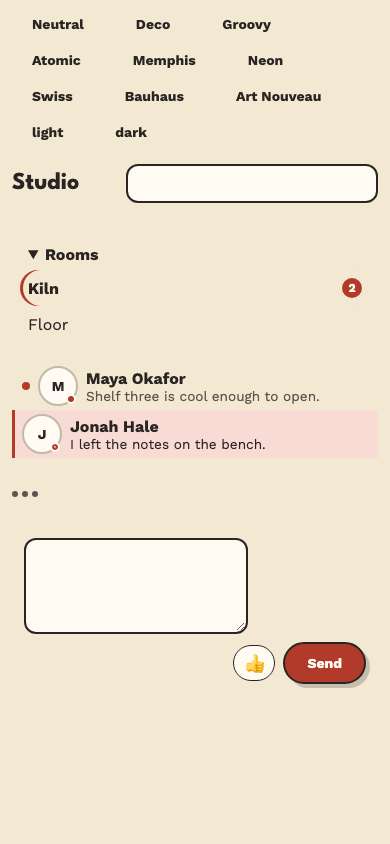 Neutral Deco Groovy
Atomic Memphis Neon
Swiss Bauhaus Art Nouveau
light dark
Studio
▼ Rooms
Kiln 2
Floor
M Maya Okafor
Shelf three is cool enough to open.
J Jonah Hale
I left the notes on the bench.
👍 Send